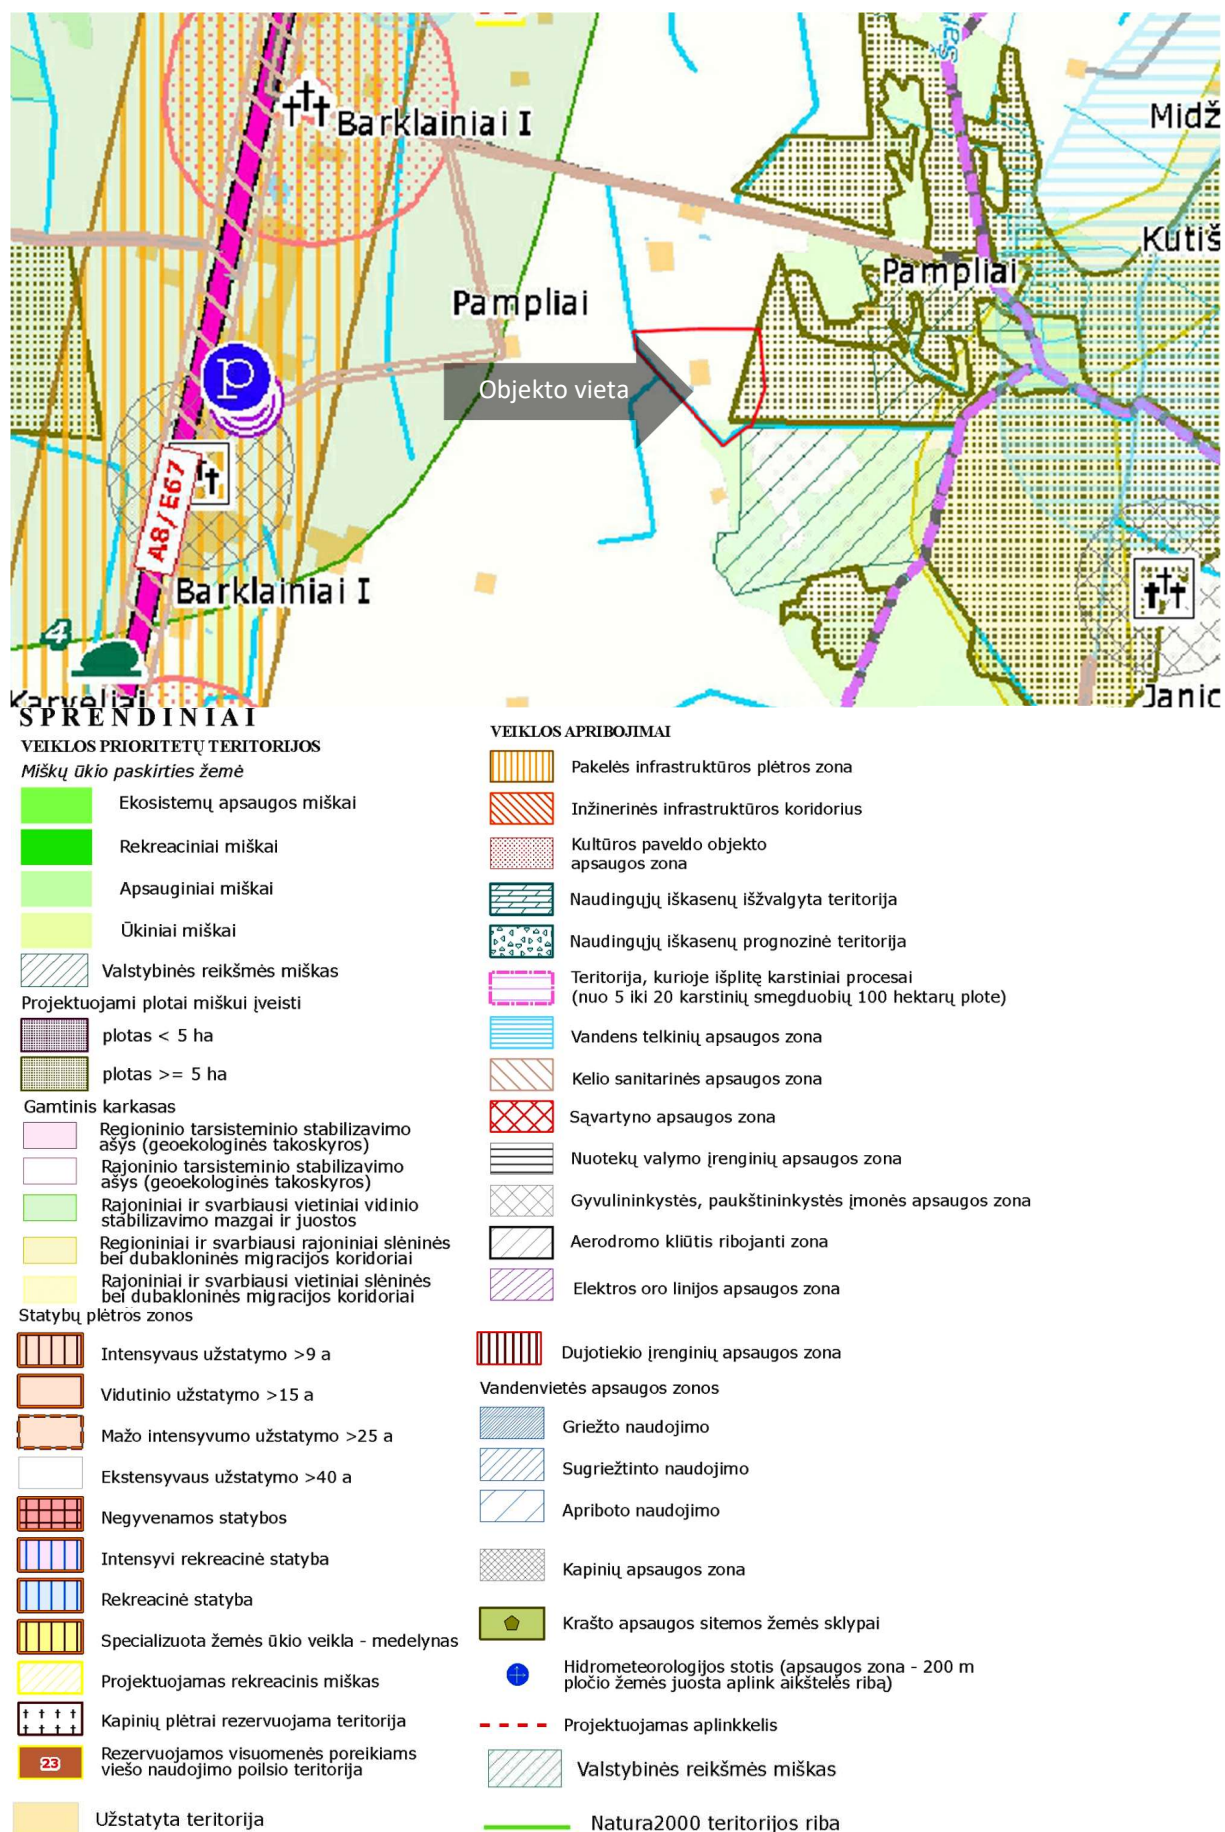 Šal
Barklainiai I
Midž
Kutiš
Pampliai
Pampliai
Objekto vieta
p
A8/E67
Barklainiai I
4
Karveliai
Janic
SPRENDINIAI
VEIKLOS PRIORITETŲ TERITORIJOS
Miškų ūkio paskirties žemė
Ekosistemų apsaugos miškai
Rekreaciniai miškai
Apsauginiai miškai
Ūkiniai miškai
Valstybinės reikšmės miškas
Projektuojami plotai miškui įveisti
plotas < 5 ha
plotas >= 5 ha
Gamtinis karkasas
Regioninio tarsisteminio stabilizavimo
ašys (geoekologinės takoskyros)
Rajoninio tarsisteminio stabilizavimo
ašys (geoekologinės takoskyros)
Rajoniniai ir svarbiausi vietiniai vidinio
stabilizavimo mazgai ir juostos
Regioniniai ir svarbiausi rajoniniai slėninės
bei dubakloninės migracijos koridoriai
Rajoniniai ir svarbiausi vietiniai slėninės
bei dubakloninės migracijos koridoriai
Statybų plėtros zonos
Intensyvaus užstatymo >9 a
Vidutinio užstatymo >15 a
Mažo intensyvumo užstatymo >25 a
Ekstensyvaus užstatymo >40 a
Negyvenamos statybos
Intensyvi rekreacinė statyba
Rekreacinė statyba
Specializuota žemės ūkio veikla - medelynas
Projektuojamas rekreacinis miškas
Kapinių plėtrai rezervuojama teritorija
23
Rezervuojamos visuomenės poreikiams
viešo naudojimo poilsio teritorija
Užstatyta teritorija
VEIKLOS APRIBOJIMAI
Pakelės infrastruktūros plėtros zona
Inžinerinės infrastruktūros koridorius
Kultūros paveldo objekto
apsaugos zona
Naudingųjų iškasenų išžvalgyta teritorija
Naudingųjų iškasenų prognozinė teritorija
Teritorija, kurioje išplitę karstiniai procesai
(nuo 5 iki 20 karstinių smegduobių 100 hektarų plote)
Vandens telkinių apsaugos zona
Kelio sanitarinės apsaugos zona
Sąvartyno apsaugos zona
Nuotekų valymo įrenginių apsaugos zona
Gyvulininkystės, paukštininkystės įmonės apsaugos zona
Aerodromo kliūtis ribojanti zona
Elektros oro linijos apsaugos zona
Dujotiekio įrenginių apsaugos zona
Vandenvietės apsaugos zonos
Griežto naudojimo
Sugriežtinto naudojimo
Apriboto naudojimo
Kapinių apsaugos zona
Krašto apsaugos sitemos žemės sklypai
Hidrometeorologijos stotis (apsaugos zona - 200 m
pločio žemės juosta aplink aikštelės ribą)
Projektuojamas aplinkkelis
Valstybinės reikšmės miškas
Natura2000 teritorijos riba